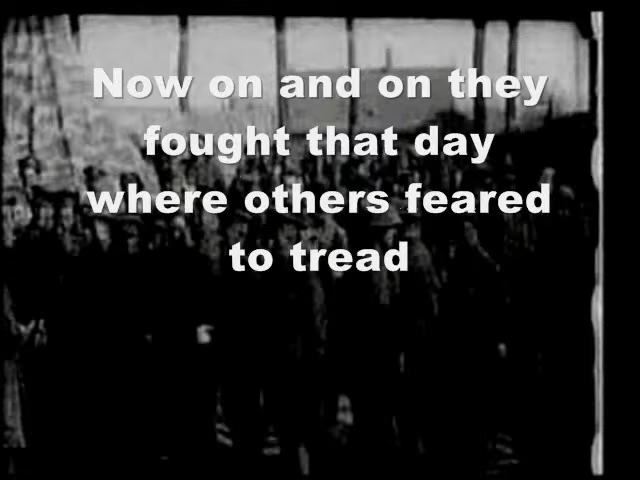 Now on and on they
fought that day
where others feared
to tread